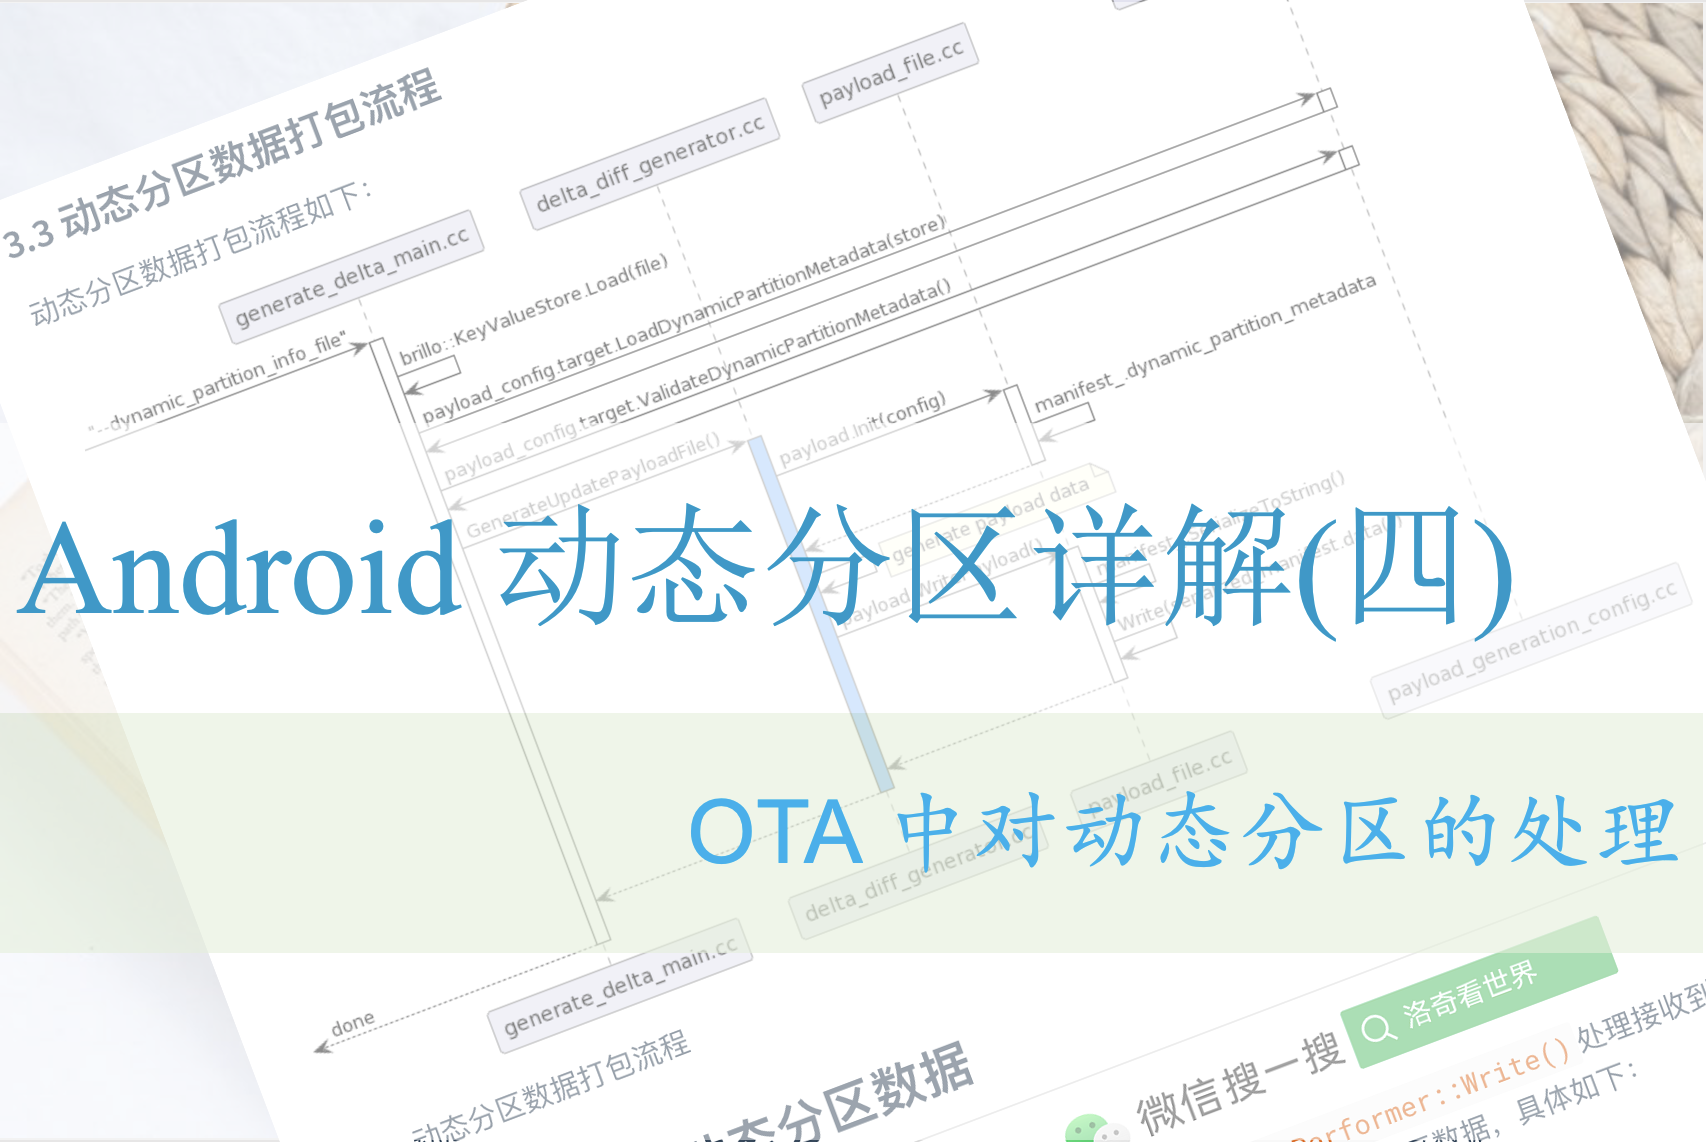 3.3 动态分区数据打包流程
动态分区数据打包流程如下：
payload_file.cc
delta_diff_generator.cc
generate_delta_main.cc
"--dynamic_partition_info_file"
brillo::KeyValueStore.Load(file)
payload_config.target.LoadDynamicPartitionMetadata(store)
payload_config.target.ValidateDynamicPartitionMetadata()
GenerateUpdatePayloadFile()
payload.Init(config)
manifest_.dynamic_partition_metadata
generate payload data
Android 动态分区详解(四)
payload_generation_config.cc
OTA 中对动态分区的处理
payload_file.cc
delta_diff_generator.cc
generate_delta_main.cc
done
动态分区数据打包流程
动态分区数据
微信搜一搜
洛奇看世界
erformer::Write() 处理接收到
数据，具体如下：